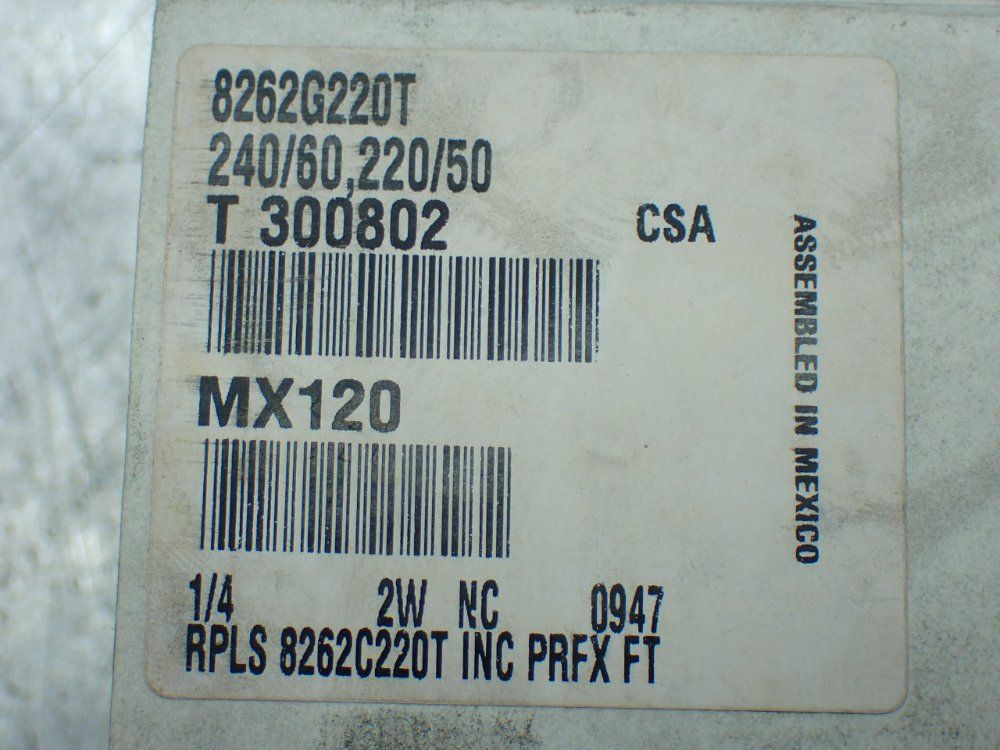 8262G220T
240/60,220/50
T 300802
CSA
MX120
1/4 2W NC 0947
RPLS 8262C220T INC PRFX FT
ASSEMBLED IN MEXICO